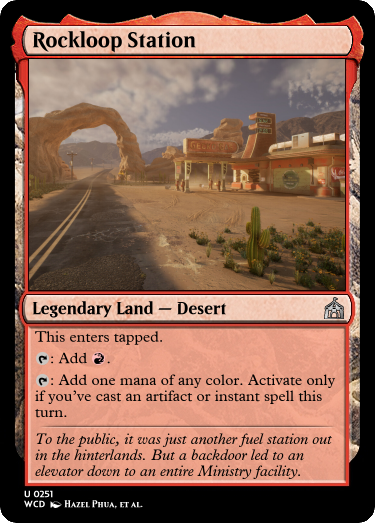 Rockloop Station
Legendary Land — Desert
This enters tapped.
: Add .
: Add one mana of any color. Activate only
if you've cast an artifact or instant spell this
turn.
To the public, it was just another fuel station out
in the hinterlands. But a backdoor led to an
elevator down to an entire Ministry facility.
U 0251
WCD Hazel Phua, et al.